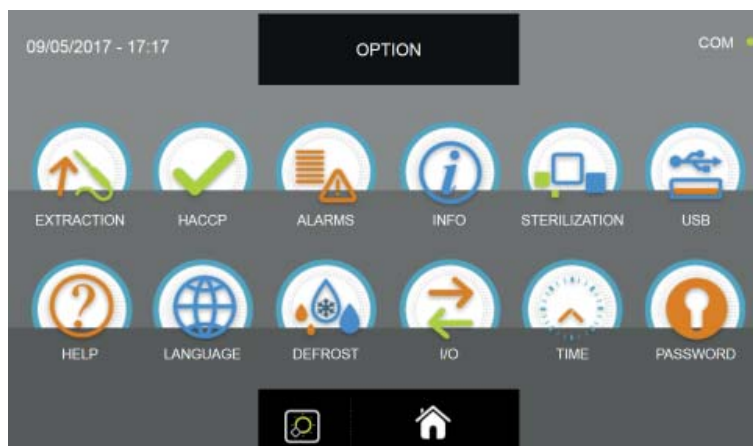 09/05/2017 - 17:17
OPTION
COM
EXTRACTION
HACCP
ALARMS
INFO
STERILIZATION
USB
HELP
LANGUAGE
DEFROST
I/O
TIME
PASSWORD